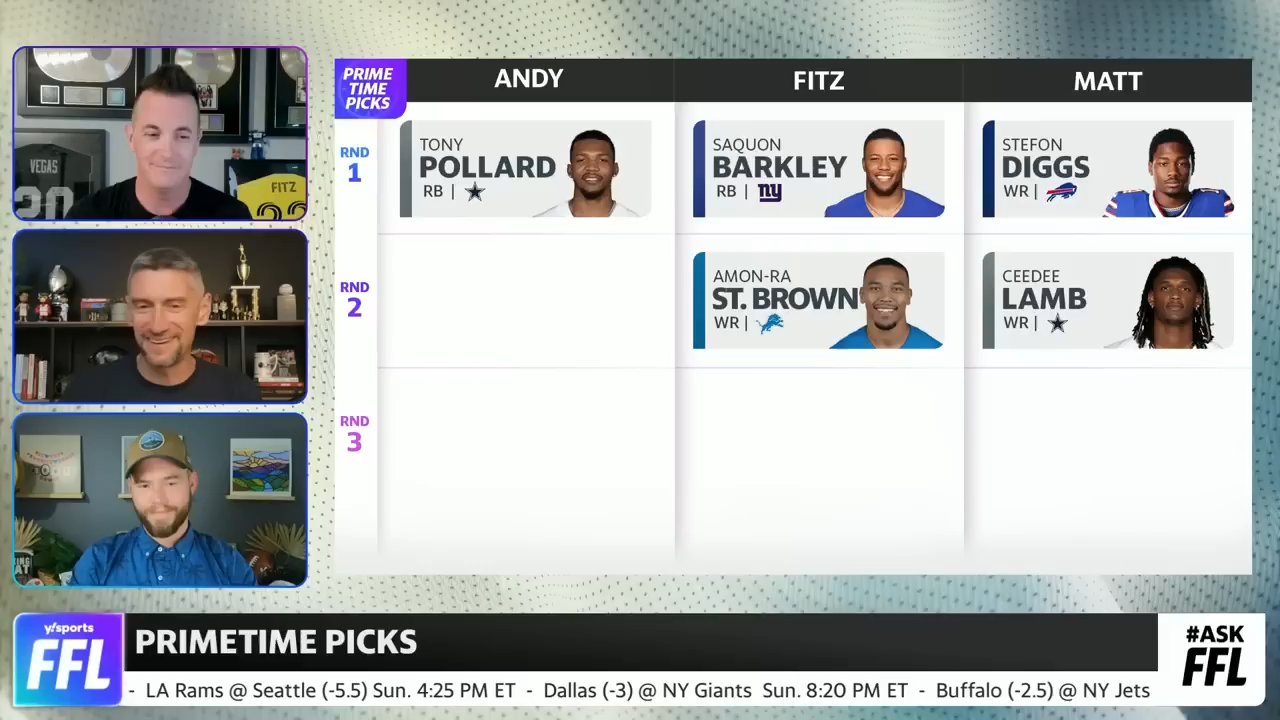 VEGAS
30
FITZ
PRIME
TIME
PICKS
ANDY
FITZ
MATT
RND
1
TONY
POLLARD
RB |
SAQUON
BARKLEY
RB | ny
STEFON
DIGGS
WR |
RND
2
AMON-RA
ST. BROWN
WR |
CEEDEE
LAMB
WR |
RND
3
y!sports
FFL
PRIMETIME PICKS
#ASK
FFL
- LA Rams @ Seattle (-5.5) Sun. 4:25 PM ET - Dallas (-3) @ NY Giants Sun. 8:20 PM ET - Buffalo (-2.5) @ NY Jets